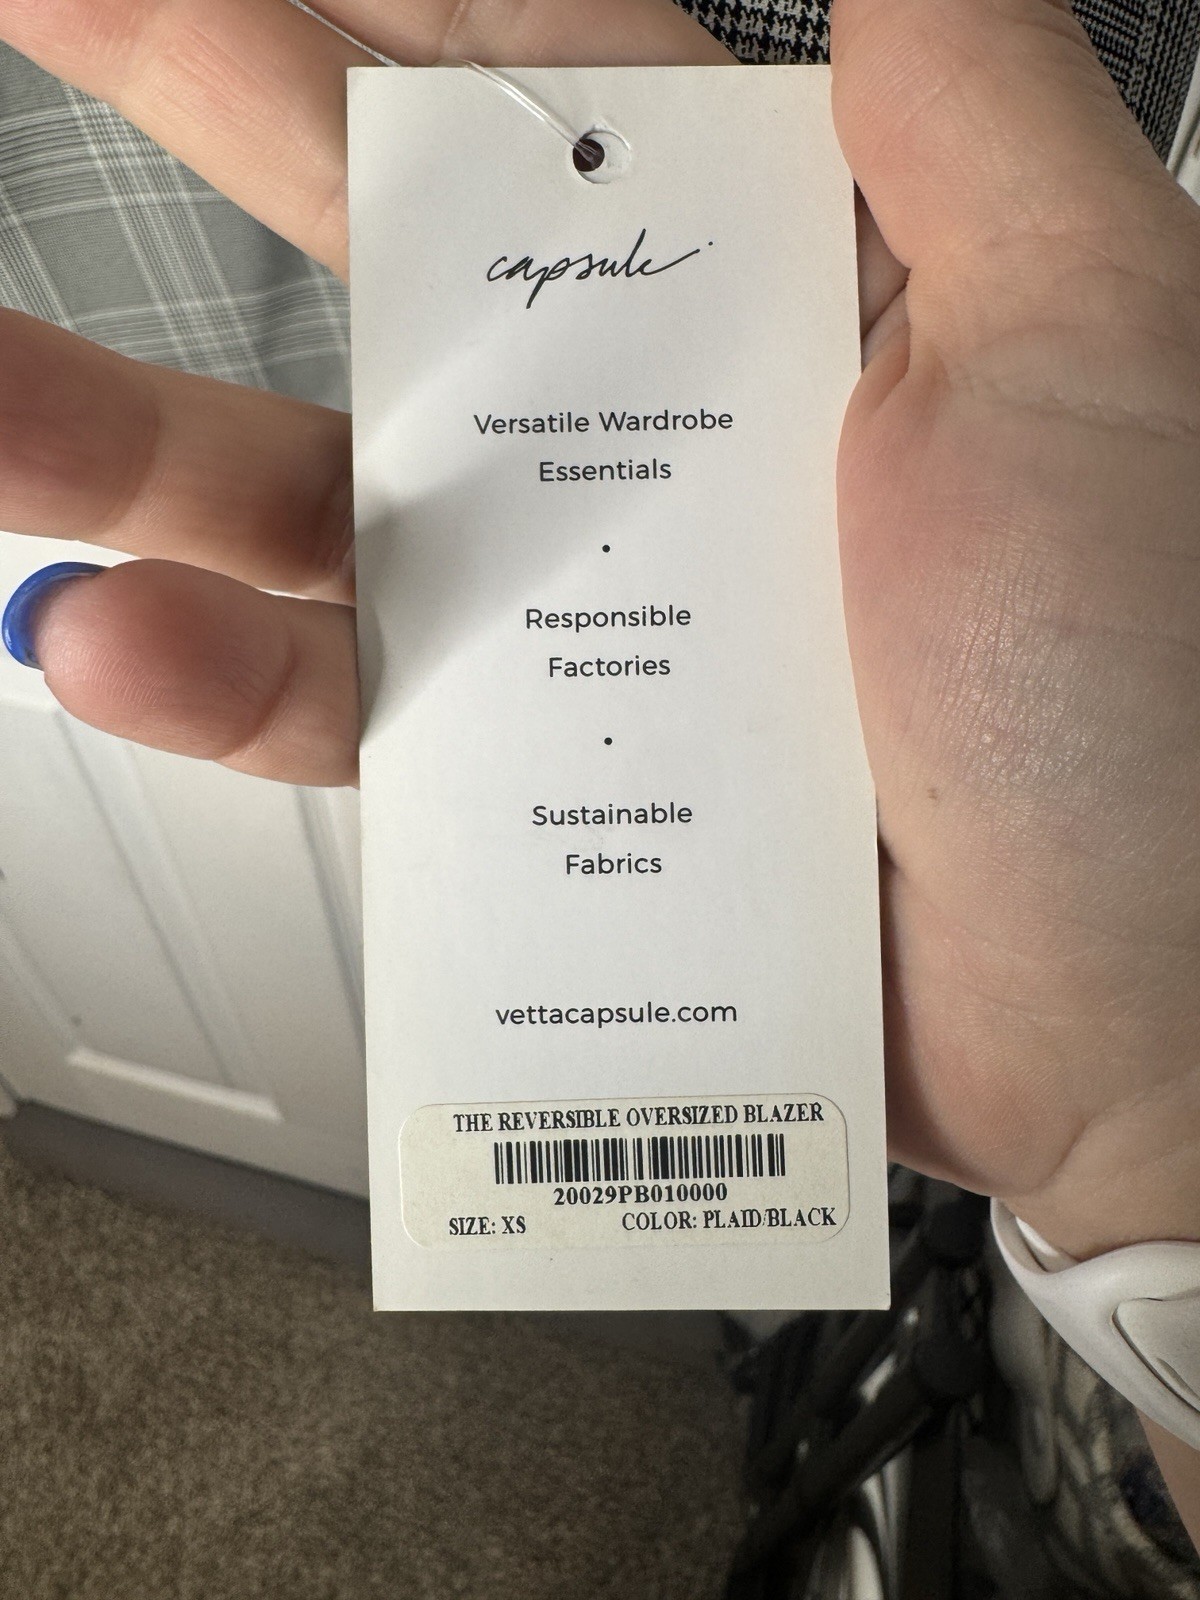 capsule.
Versatile Wardrobe
Essentials
•
Responsible
Factories
•
Sustainable
Fabrics
vettacapsule.com
THE REVERSIBLE OVERSIZED BLAZER
20029PB010000
SIZE: XS COLOR: PLAID/BLACK